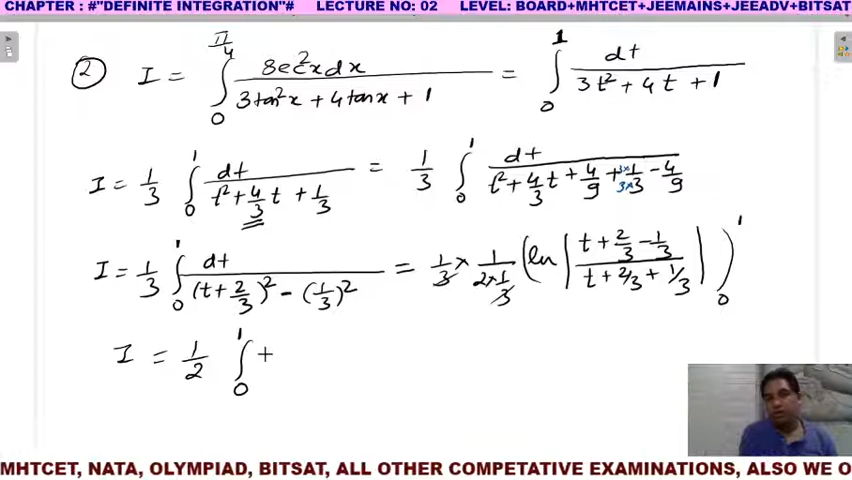 CHAPTER : #"DEFINITE INTEGRATION"# LECTURE NO: 02 LEVEL: BOARD+MHTCET+JEEMAINS+JEEADV+BITSAT
② I = ∫₀^(π/4) sec²x dx / (3tan²x + 4tanx + 1) = ∫₀¹ dt / (3t² + 4t + 1)
I = 1/3 ∫₀¹ dt / (t² + 4/3 t + 1/3) = 1/3 ∫₀¹ dt / (t² + 4/3 t + 4/9 + 3×1/3×3 - 4/9)
I = 1/3 ∫₀¹ dt / ((t + 2/3)² - (1/3)²) = 1/3 × 1/(2×1/3) (ln | (t + 2/3 - 1/3) / (t + 2/3 + 1/3) |)₀¹
I = 1/2 ∫₀¹ t
MHTCET, NATA, OLYMPIAD, BITSAT, ALL OTHER COMPETATIVE EXAMINATIONS, ALSO WE O